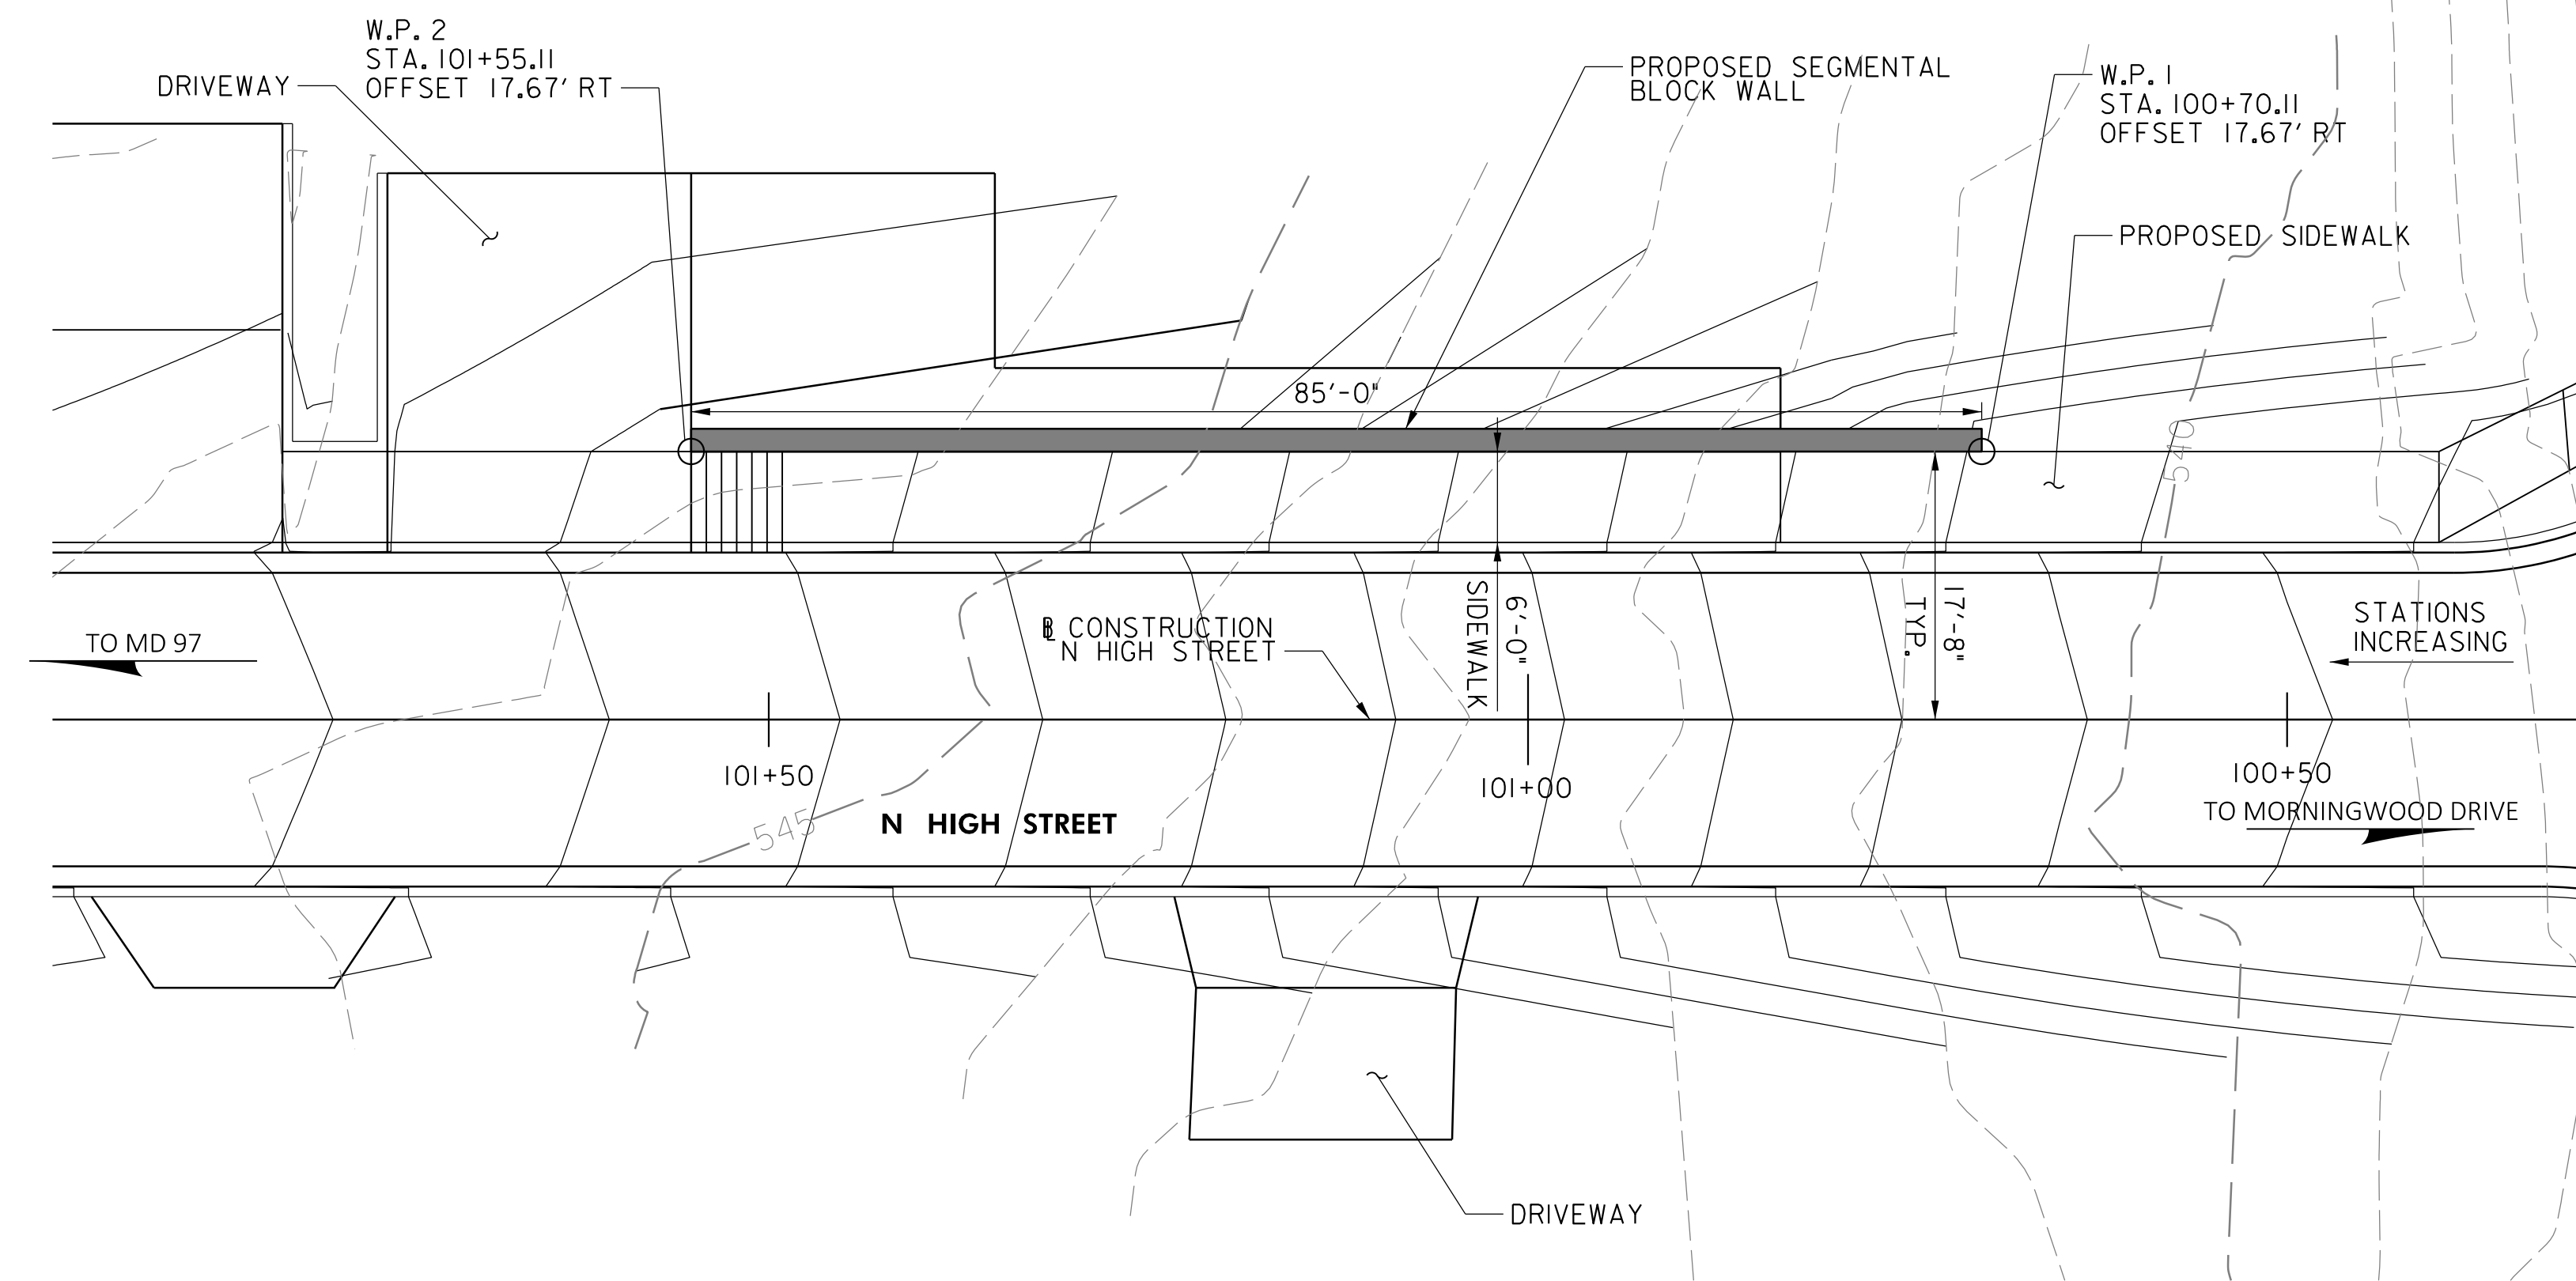 W.P. 2
STA. 101+55.11
OFFSET 17.67' RT
DRIVEWAY
PROPOSED SEGMENTAL
BLOCK WALL
W.P. 1
STA. 100+70.11
OFFSET 17.67' RT
PROPOSED SIDEWALK
85'-0"
540
TO MD 97
℄ CONSTRUCTION
N HIGH STREET
6'-0"
SIDEWALK
17'-8"
TYP.
STATIONS
INCREASING
101+50
101+00
100+50
545
N HIGH STREET
TO MORNINGWOOD DRIVE
DRIVEWAY